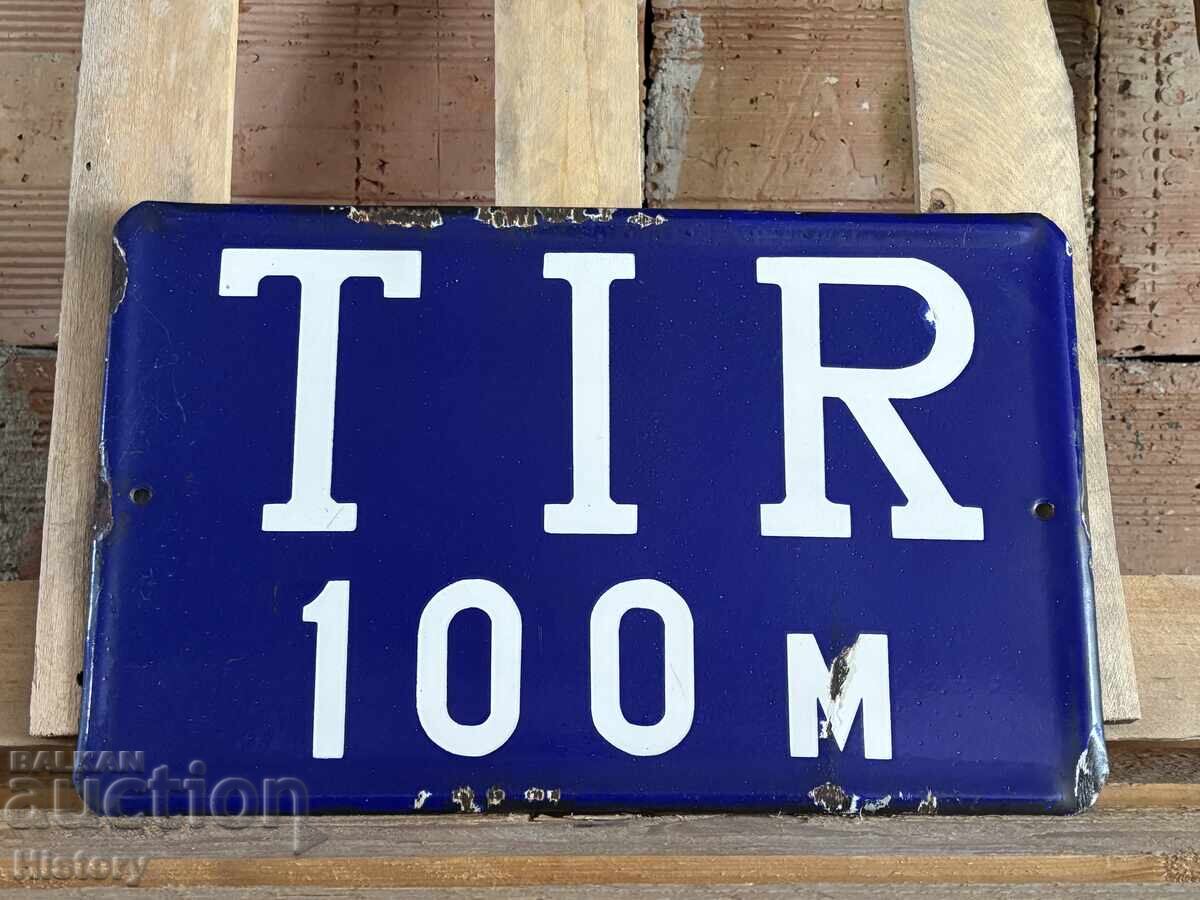 TIR
100 M
BALKAN
auction
History